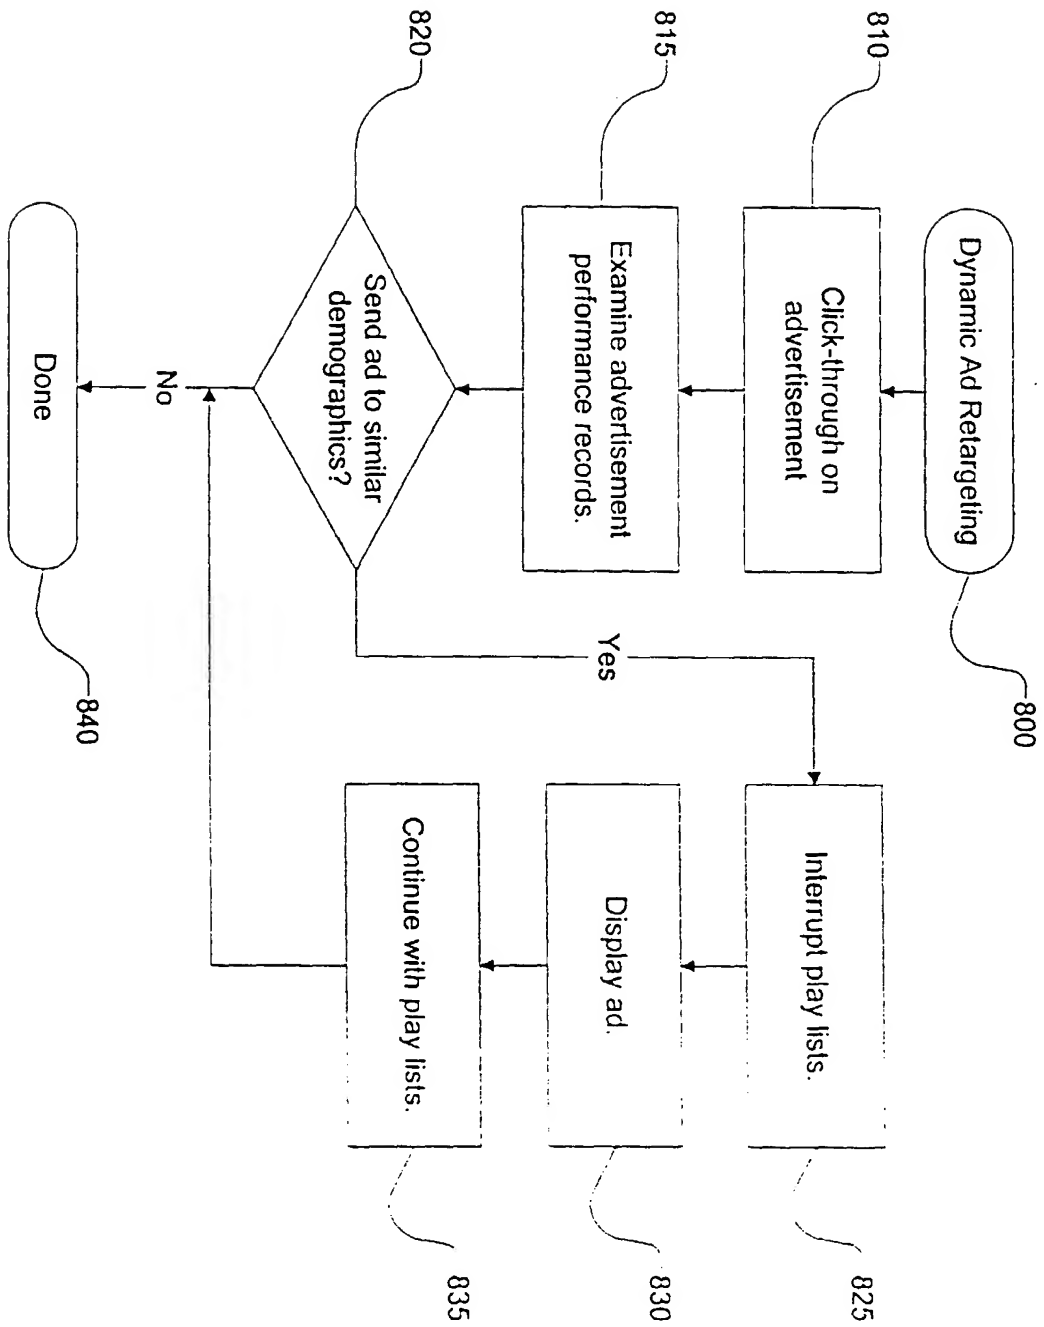 Dynamic Ad Retargeting
800
810
Click-through on
advertisement
815
Examine advertisement
performance records.
820
Send ad to similar
demographics?
Yes
No
Done
840
Interrupt play lists.
825
Display ad.
830
Continue with play lists.
835